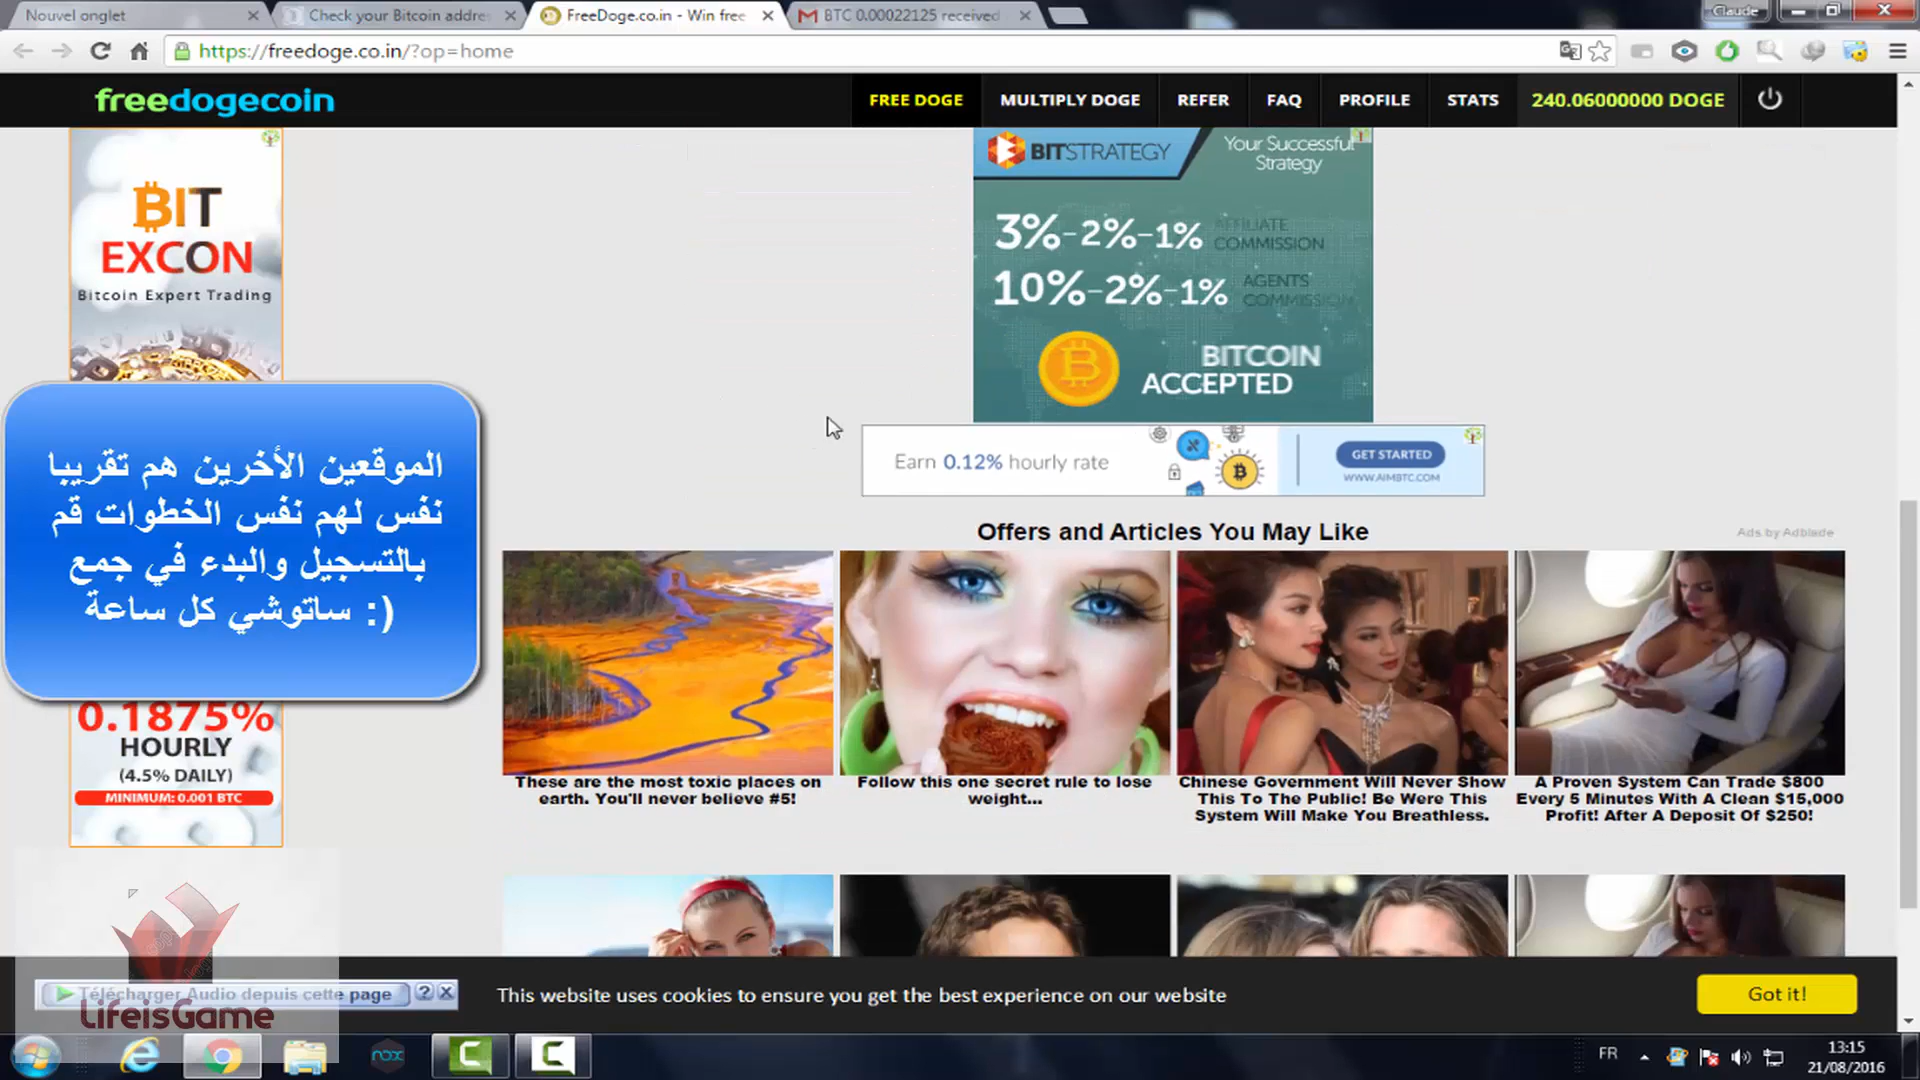 Nouvel onglet
Check your Bitcoin addre
FreeDoge.co.in - Win free
BTC 0.00022125 received
Claude
https://freedoge.co.in/?op=home
freedogecoin
FREE DOGE
MULTIPLY DOGE
REFER
FAQ
PROFILE
STATS
240.06000000 DOGE
BIT
EXCON
Bitcoin Expert Trading
BITSTRATEGY
Your Successful
Strategy
3%-2%-1% AFFILIATE
COMMISSION
10%-2%-1% AGENTS
COMMISSION
BITCOIN
ACCEPTED
Earn 0.12% hourly rate
GET STARTED
WWW.AIMBTC.COM
الموقعين الأخرين هم تقريبا
نفس لهم نفس الخطوات قم
بالتسجيل والبدء في جمع
ساتوشي كل ساعة :)
0.1875%
HOURLY
(4.5% DAILY)
MINIMUM: 0.001 BTC
Offers and Articles You May Like
Ads by Adblade
These are the most toxic places on
earth. You'll never believe #5!
Follow this one secret rule to lose
weight...
Chinese Government Will Never Show
This To The Public! Be Were This
System Will Make You Breathless.
A Proven System Can Trade $800
Every 5 Minutes With A Clean $15,000
Profit! After A Deposit Of $250!
Télécharger Audio depuis cette page
LifeisGame
This website uses cookies to ensure you get the best experience on our website
Got it!
nox
FR
13:15
21/08/2016